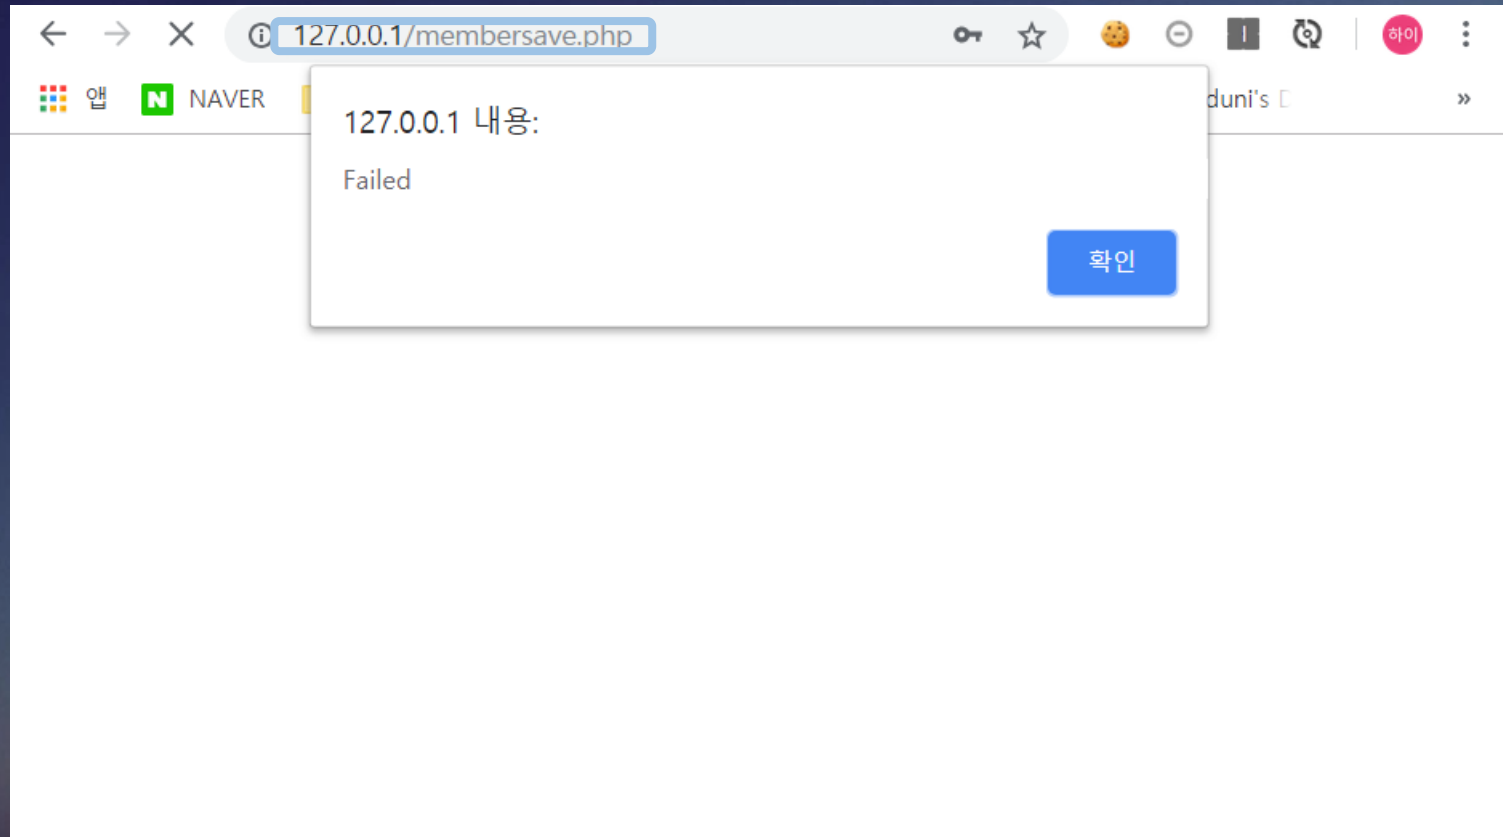 127.0.0.1/membersave.php
하이
앱
N NAVER
duni's
»
127.0.0.1 내용:
Failed
확인